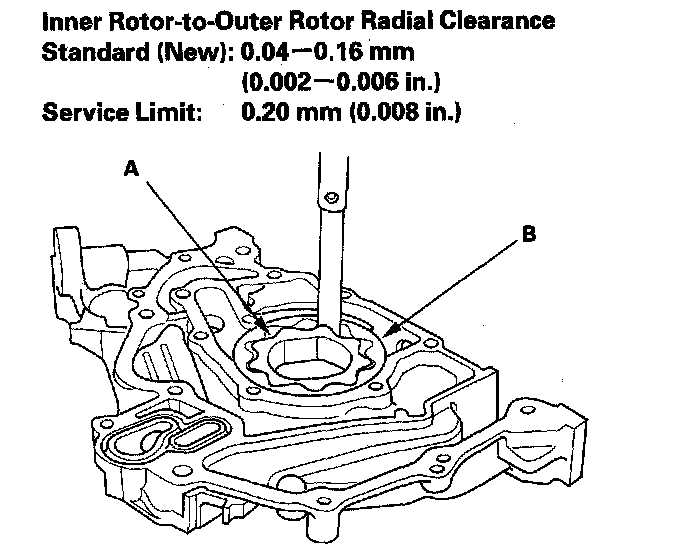 Inner Rotor-to-Outer Rotor Radial Clearance
Standard (New): 0.04—0.16 mm
(0.002—0.006 in.)
Service Limit: 0.20 mm (0.008 in.)
A
B